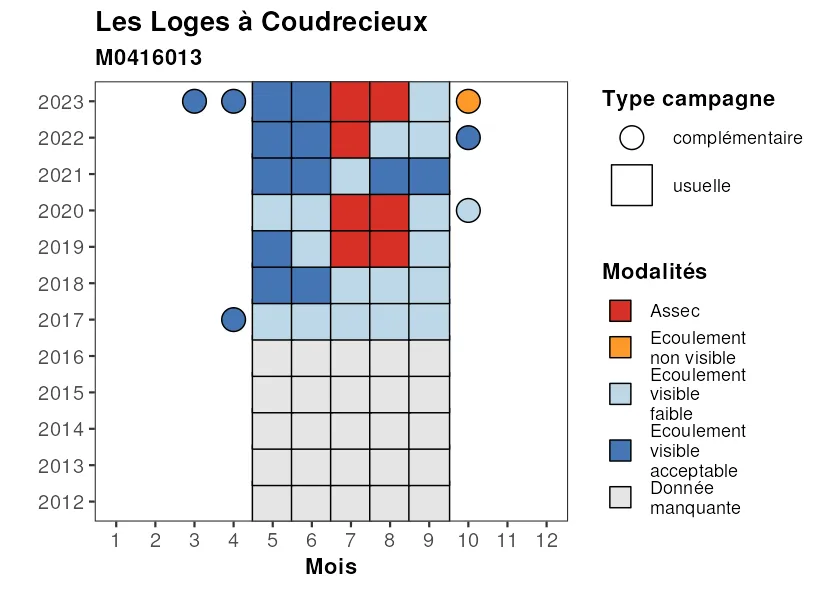 Les Loges à Coudrecieux
M0416013
2023
2022
2021
2020
2019
2018
2017
2016
2015
2014
2013
2012
1 2 3 4 5 6 7 8 9 10 11 12
Mois
Type campagne
complémentaire
usuelle
Modalités
Assec
Ecoulement
non visible
Ecoulement
visible
faible
Ecoulement
visible
acceptable
Donnée
manquante